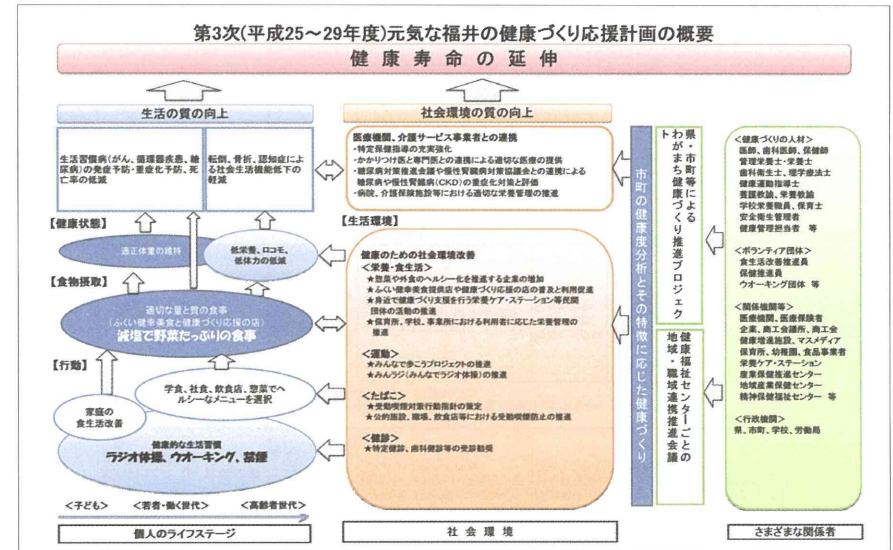 第3次(平成25~29年度)元気な福井の健康づくり応援計画の概要
健康寿命の延伸
生活の質の向上
生活習慣病(がん、循環器疾患、糖
尿病)の発症予防・重症化予防、死
亡率の低減
転倒、骨折、認知症によ
る社会生活機能低下の
軽減
【健康状態】
適正体重の維持
低栄養、ロコモ、
低体力の低減
【食物摂取】
適切な量と質の食事
(ふくい健幸美食と健康づくり応援の店)
減塩で野菜たっぷりの食事
【行動】
学食、社食、飲食店、惣菜でヘ
ルシーなメニューを選択
家庭の
食生活改善
健康的な生活習慣
ラジオ体操、ウオーキング、禁煙
<子ども>
<若者・働く世代>
<高齢者世代>
個人のライフステージ
社会環境の質の向上
医療機関、介護サービス事業者との連携
・特定保健指導の充実強化
・かかりつけ医と専門医との連携による適切な医療の提供
・糖尿病対策推進会議や慢性腎臓病対策協議会との連携による
糖尿病や慢性腎臓病(CKD)の重症化対策と評価
・病院、介護保険施設等における適切な栄養管理の推進
【生活環境】
健康のための社会環境改善
<栄養・食生活>
★惣菜や外食のヘルシー化を推進する企業の増加
★ふくい健幸美食提供店や健康づくり応援の店の普及と利用促進
★身近で健康づくり支援を行う栄養ケア・ステーション等民間
団体の活動の推進
★保育所、学校、事業所における利用者に応じた栄養管理の
推進
<運動>
★みんなで歩こうプロジェクトの推進
★みんラジ(みんなでラジオ体操)の推進
<たばこ>
★受動喫煙対策行動指針の策定
★公的施設、職場、飲食店等における受動喫煙防止の推進
<健診>
★特定健診、歯科健診等の受診勧奨
社会環境
市町の健康度分析とその特徴に応じた健康づくり
県・市町等による
わがまち健康づくり推進プロジェク
ト
健康福祉センターごとの
地域・職域連携推進会議
<健康づくりの人材>
医師、歯科医師、保健師
管理栄養士・栄養士
歯科衛生士、理学療法士
健康運動指導士
養護教諭、栄養教諭
学校栄養職員、保育士
安全衛生管理者
健康管理担当者 等
<ボランティア団体>
食生活改善推進員
保健推進員
ウオーキング団体 等
<関係機関等>
医療機関、医療保険者
企業、商工会議所、商工会
健康増進施設、マスメディア
保育所、幼稚園、食品事業者
栄養ケア・ステーション
産業保健推進センター
地域産業保健センター
精神保健福祉センター 等
<行政機関>
県、市町、学校、労働局
さまざまな関係者